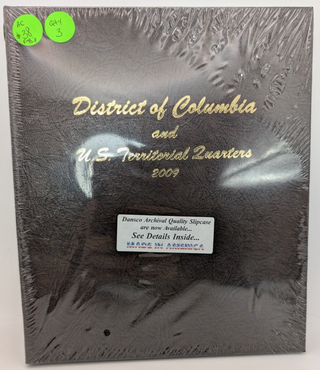 AC
QTY
3
District of Columbia
and
U.S. Territorial Quarters
2009
Dansco Archival Quality Slipcase
are now Available...
See Details Inside...
MADE IN AMERICA